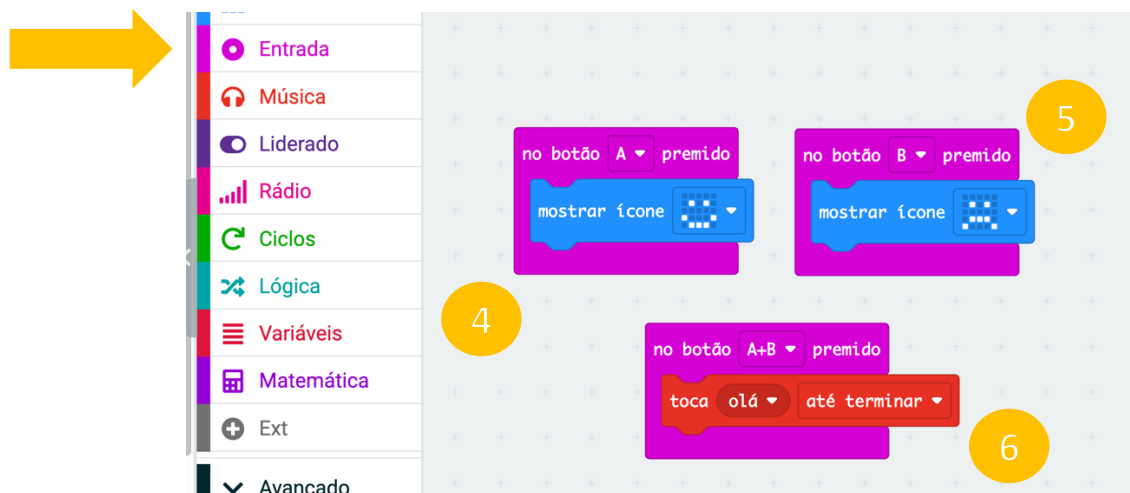 Entrada
Música
Liderado
Rádio
Ciclos
Lógica
Variáveis
Matemática
Ext
Avançado
no botão A premido
mostrar ícone
4
no botão B premido
mostrar ícone
5
no botão A+B premido
toca olá até terminar
6